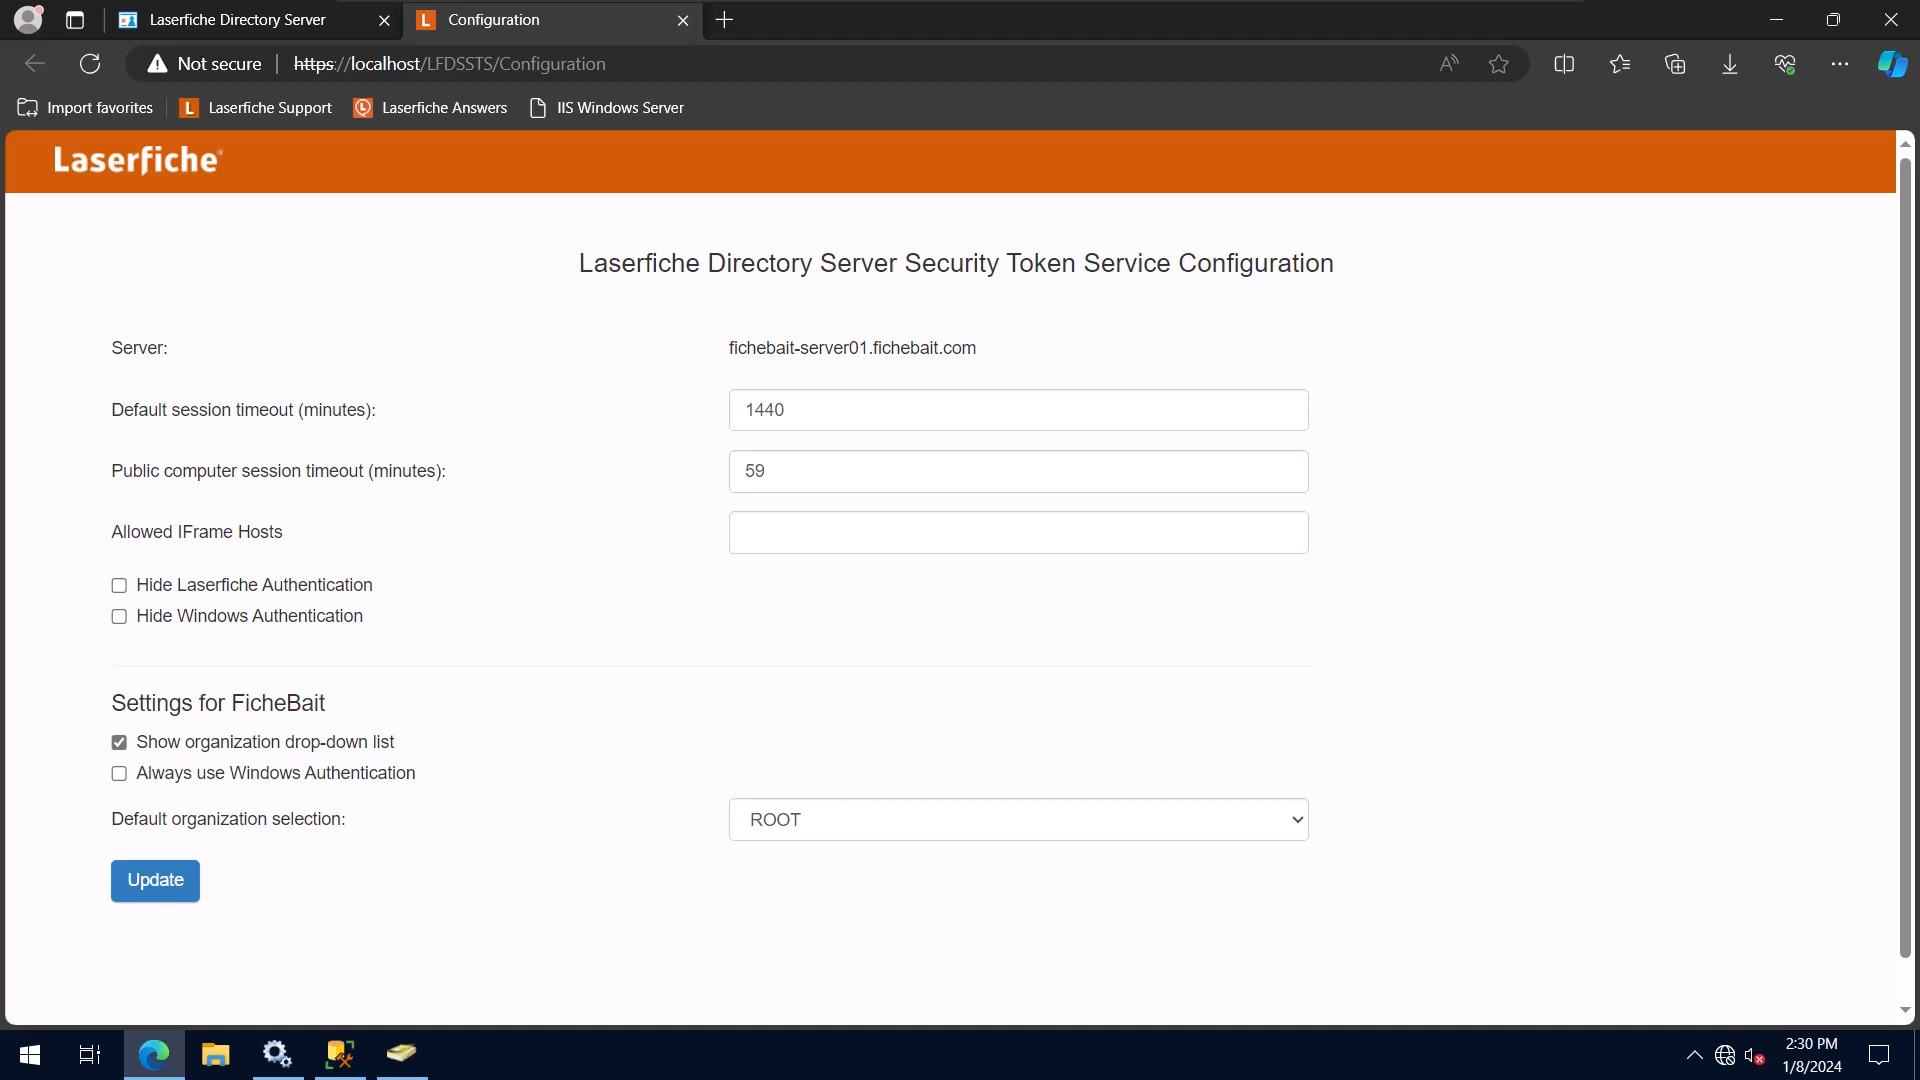 Laserfiche Directory Server
Configuration
Not secure
https://localhost/LFDSSTS/Configuration
Import favorites
Laserfiche Support
Laserfiche Answers
IIS Windows Server
Laserfiche
Laserfiche Directory Server Security Token Service Configuration
Server:
fichebait-server01.fichebait.com
Default session timeout (minutes):
1440
Public computer session timeout (minutes):
59
Allowed IFrame Hosts
Hide Laserfiche Authentication
Hide Windows Authentication
Settings for FicheBait
Show organization drop-down list
Always use Windows Authentication
Default organization selection:
ROOT
Update
2:30 PM
1/8/2024